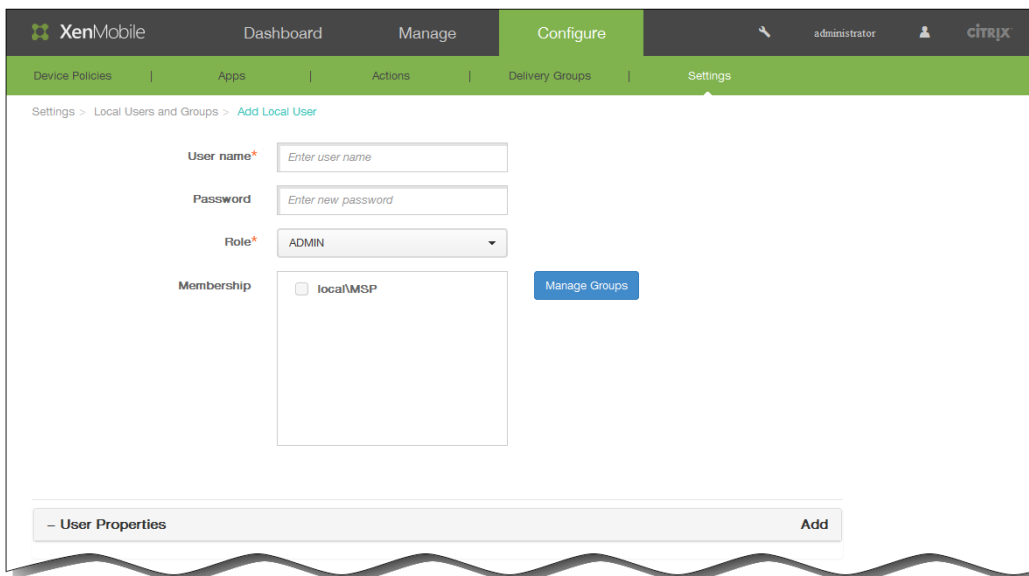 XenMobile Dashboard Manage Configure administrator CİTRIX
Device Policies | Apps | Actions | Delivery Groups | Settings
Settings > Local Users and Groups > Add Local User
User name* Enter user name
Password Enter new password
Role* ADMIN
Membership local\MSP Manage Groups
– User Properties Add